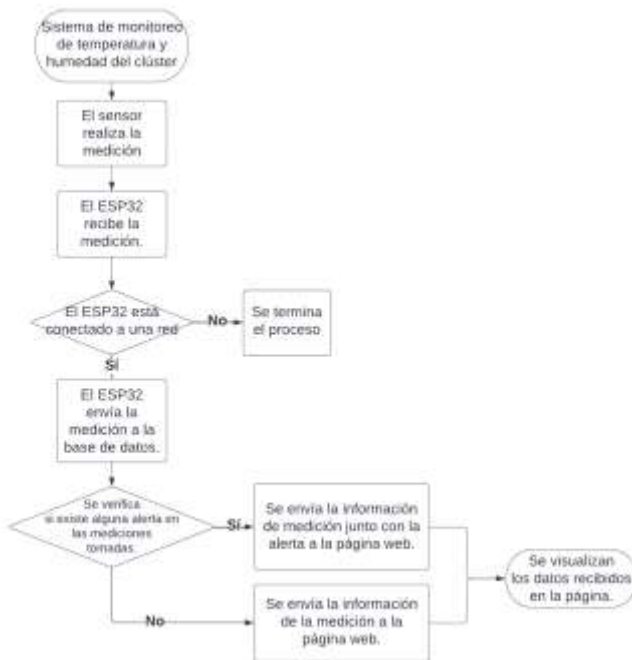 Sistema de monitoreo
de temperatura y
humedad del clúster
El sensor
realiza la
medición
El ESP32
recibe la
medición.
El ESP32 está
conectado a una red
No
Se termina
el proceso
Sí
El ESP32
envía la
medición a la
base de datos.
Se verifica
si existe alguna alerta en
las mediciones
tomadas.
Sí
Se envía la información
de medición junto con la
alerta a la página web.
Se visualizan
los datos recibidos
en la página.
No
Se envía la información
de la medición a la
página web.